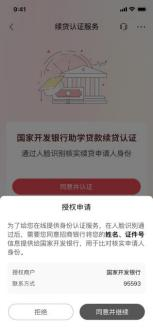 9:41
续贷认证服务
国家开发银行助学贷款续贷认证
通过人脸识别核实续贷申请人身份
同意并认证
授权申请
为了给您在线提供身份认证服务，在人脸识别通
过后，需要您同意招商银行将您的姓名、证件号
信息提供给国家开发银行，用于比对核实申请人
身份。
授权商户 国家开发银行
联系方式 95593
拒绝 同意并继续